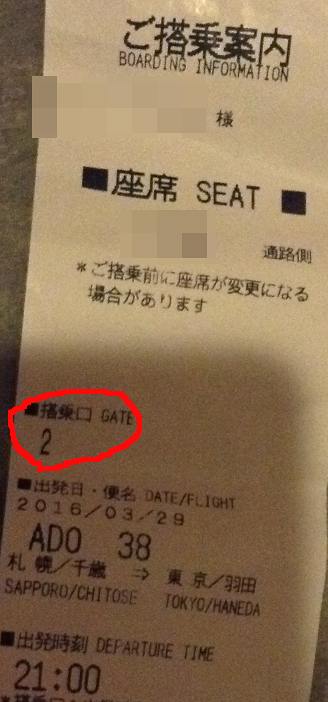 ご搭乗案内
BOARDING INFORMATION
様
■座席 SEAT ■
通路側
*ご搭乗前に座席が変更になる
場合があります
■搭乗口 GATE
2
■出発日・便名 DATE/FLIGHT
2016/03/29
ADO 38
札幌/千歳 ⇒ 東京/羽田
SAPPORO/CHITOSE TOKYO/HANEDA
■出発時刻 DEPARTURE TIME
21:00